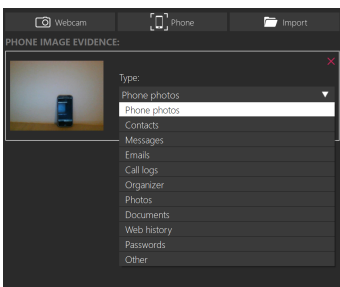 Webcam
Phone
Import
PHONE IMAGE EVIDENCE:
Type:
Phone photos
Phone photos
Contacts
Messages
Emails
Call logs
Organizer
Photos
Documents
Web history
Passwords
Other